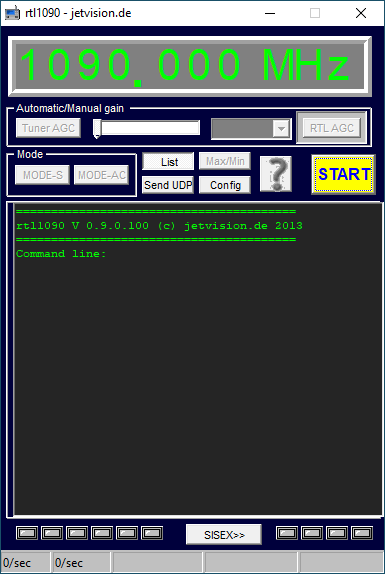 rtl1090 - jetvision.de
1090.000 MHz
Automatic/Manual gain
Tuner AGC
RTL AGC
Mode
MODE-S
MODE-AC
List
Max/Min
Send UDP
Config
?
START
========================================
rtl1090 V 0.9.0.100 (c) jetvision.de 2013
========================================
Command line:
SISEX>>
0/sec
0/sec